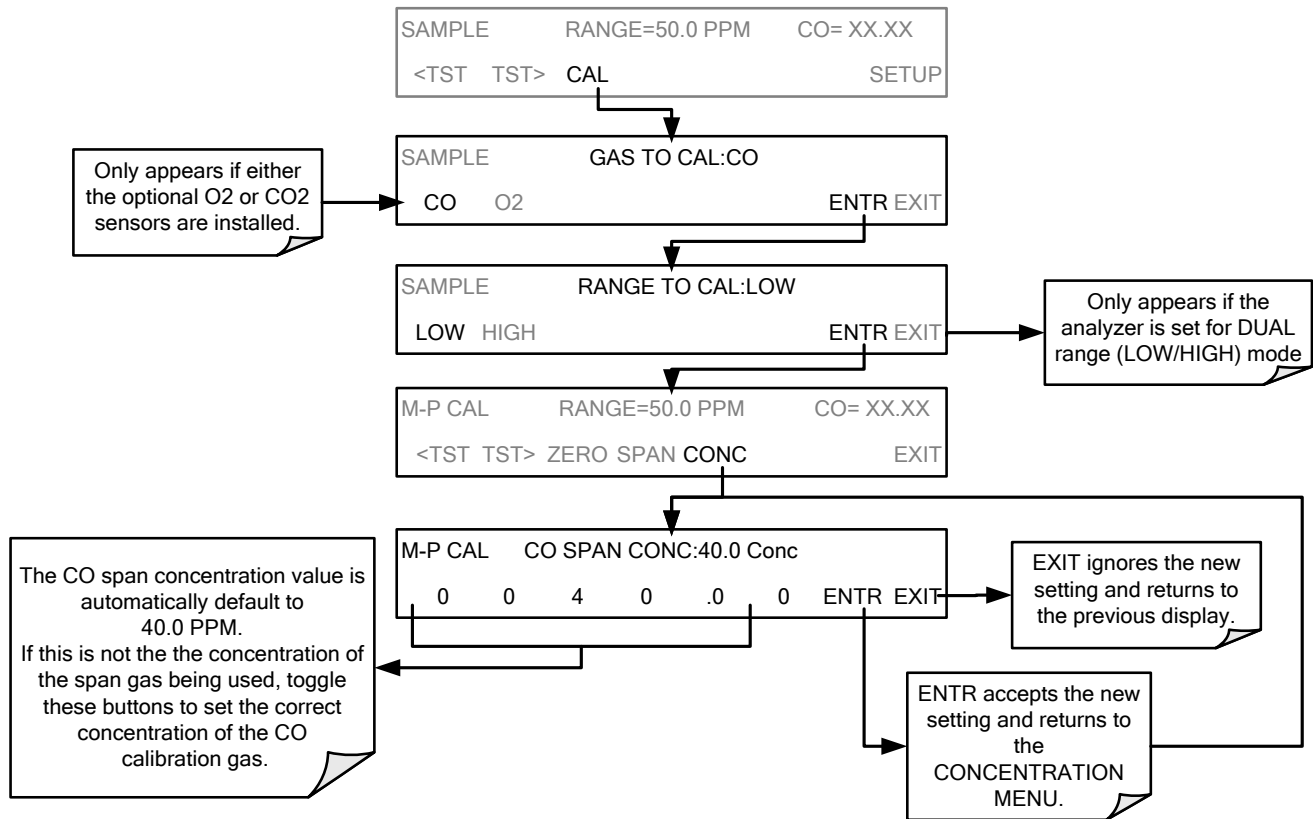 SAMPLE RANGE=50.0 PPM CO= XX.XX
<TST TST> CAL SETUP
Only appears if either
the optional O2 or CO2
sensors are installed.
SAMPLE GAS TO CAL:CO
CO O2 ENTR EXIT
SAMPLE RANGE TO CAL:LOW
LOW HIGH ENTR EXIT
Only appears if the
analyzer is set for DUAL
range (LOW/HIGH) mode
M-P CAL RANGE=50.0 PPM CO= XX.XX
<TST TST> ZERO SPAN CONC EXIT
M-P CAL CO SPAN CONC:40.0 Conc
0 0 4 0 .0 0 ENTR EXIT
The CO span concentration value is
automatically default to
40.0 PPM.
If this is not the the concentration of
the span gas being used, toggle
these buttons to set the correct
concentration of the CO
calibration gas.
EXIT ignores the new
setting and returns to
the previous display.
ENTR accepts the new
setting and returns to
the
CONCENTRATION
MENU.